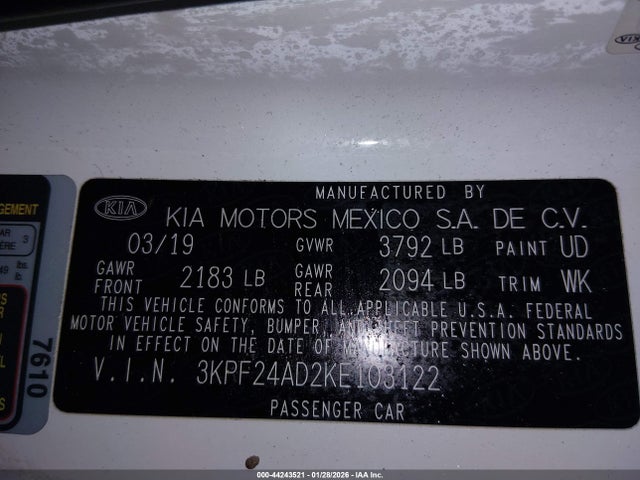 MANUFACTURED BY
KIA KIA MOTORS MEXICO S.A. DE C.V.
03/19 GVWR 3792 LB PAINT UD
GAWR FRONT 2183 LB GAWR REAR 2094 LB TRIM WK
THIS VEHICLE CONFORMS TO ALL APPLICABLE U.S.A. FEDERAL
MOTOR VEHICLE SAFETY, BUMPER, AND THEFT PREVENTION STANDARDS
IN EFFECT ON THE DATE OF MANUFACTURE SHOWN ABOVE.
V.I.N. 3KPF24AD2KE103122
PASSENGER CAR
7610
KIA
000-44243521 | 01/28/2026 - ©IAA, Inc.